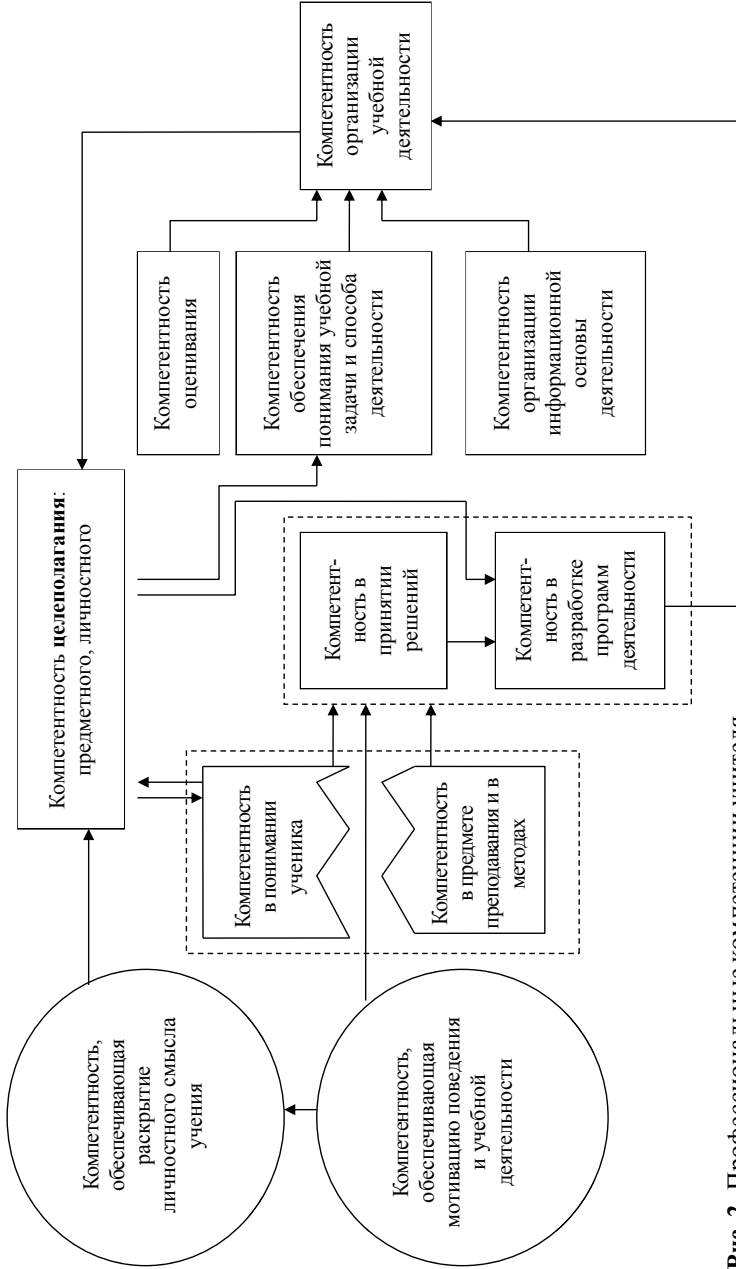 Компетентность целеполагания:
предметного, личностного
Компетентность,
обеспечивающая
раскрытие
личностного смысла
учения
Компетентность,
обеспечивающая
мотивацию поведения
и учебной
деятельности
Компетентность
в понимании
ученика
Компетентность
в предмете
преподавания и в
методах
Компетент-
ность в
принятии
решений
Компетент-
ность в
разработке
программ
деятельности
Компетентность
оценивания
Компетентность
обеспечения
понимания учебной
задачи и способа
деятельности
Компетентность
организации
информационной
основы
деятельности
Компетентность
организации
учебной
деятельности
Рис. 2. Профессиональные компетенции учителя